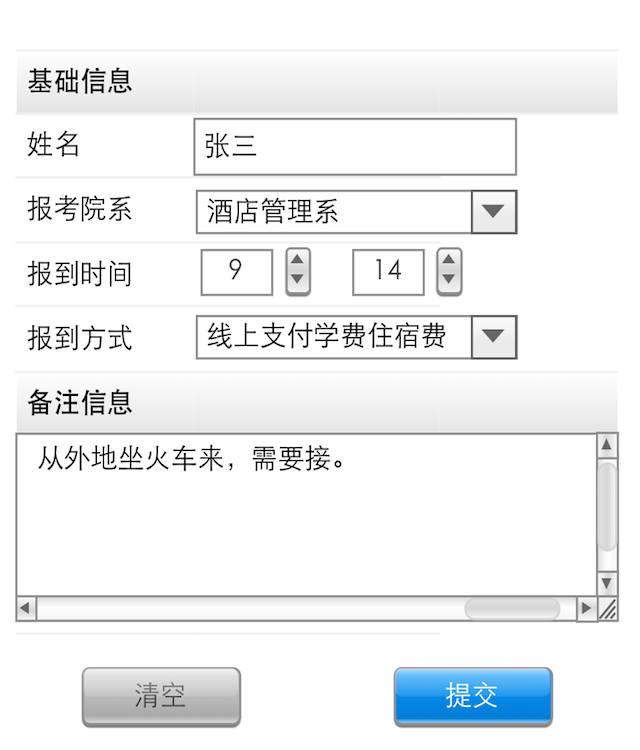 基础信息
姓名 张三
报考院系 酒店管理系
报到时间 9 14
报到方式 线上支付学费住宿费
备注信息
从外地坐火车来，需要接。
清空 提交